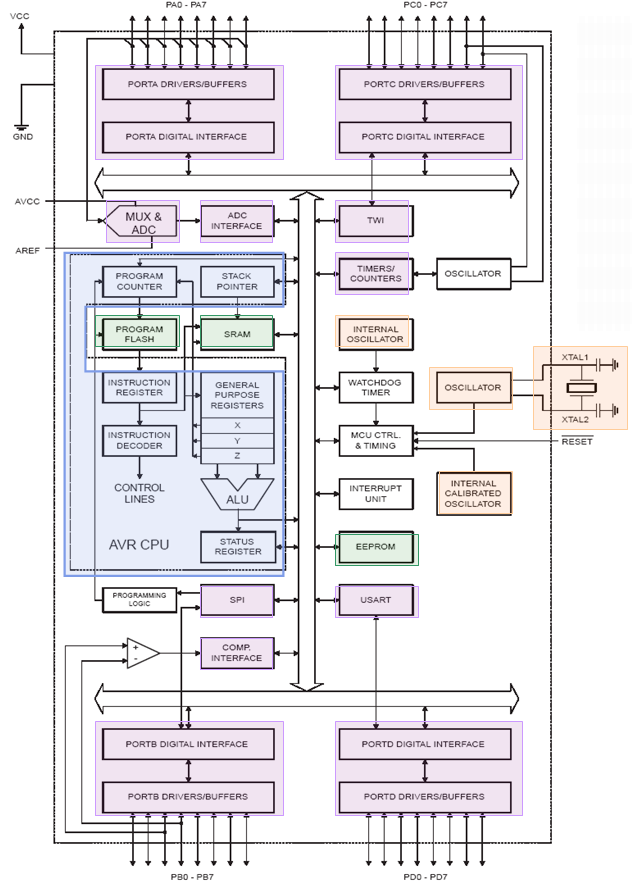 PA0 - PA7
PC0 - PC7
VCC
PORTA DRIVERS/BUFFERS
PORTC DRIVERS/BUFFERS
GND
PORTA DIGITAL INTERFACE
PORTC DIGITAL INTERFACE
AVCC
MUX &
ADC
ADC
INTERFACE
TWI
AREF
PROGRAM
COUNTER
STACK
POINTER
TIMERS/
COUNTERS
OSCILLATOR
PROGRAM
FLASH
SRAM
INTERNAL
OSCILLATOR
XTAL1
INSTRUCTION
REGISTER
GENERAL
PURPOSE
REGISTERS
WATCHDOG
TIMER
OSCILLATOR
XTAL2
X
INSTRUCTION
DECODER
Y
MCU CTRL.
& TIMING
RESET
Z
CONTROL
LINES
ALU
INTERRUPT
UNIT
INTERNAL
CALIBRATED
OSCILLATOR
AVR CPU
STATUS
REGISTER
EEPROM
PROGRAMMING
LOGIC
SPI
USART
+
-
COMP.
INTERFACE
PORTB DIGITAL INTERFACE
PORTD DIGITAL INTERFACE
PORTB DRIVERS/BUFFERS
PORTD DRIVERS/BUFFERS
PB0 - PB7
PD0 - PD7